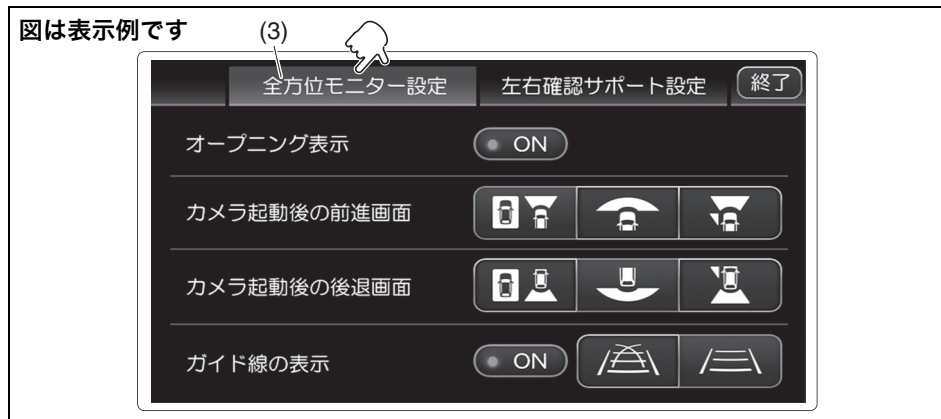 図は表示例です
(3)
全方位モニター設定 左右確認サポート設定 終了
オープニング表示 ON
カメラ起動後の前進画面
カメラ起動後の後退画面
ガイド線の表示 ON